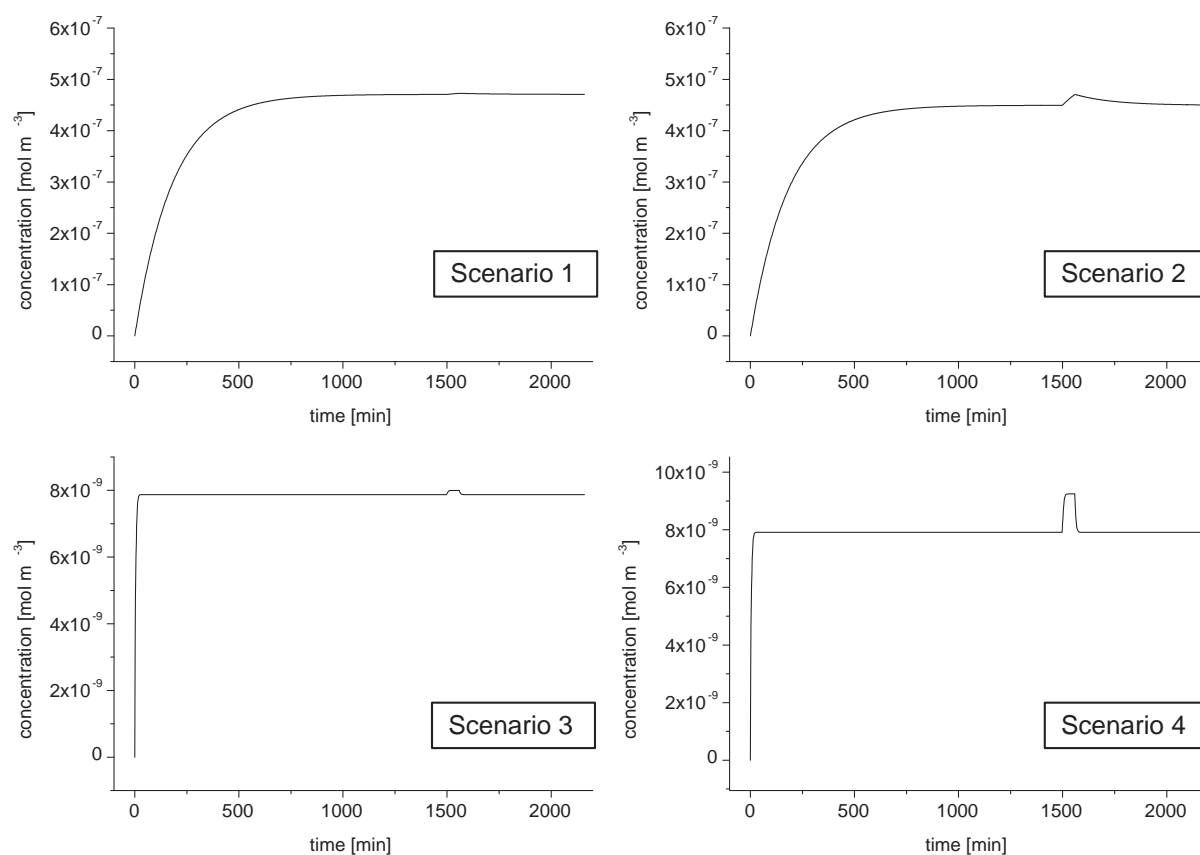 6x10-7
5x10-7
4x10-7
3x10-7
2x10-7
1x10-7
0
concentration [mol m -3]
0 500 1000 1500 2000
time [min]
Scenario 1
6x10-7
5x10-7
4x10-7
3x10-7
2x10-7
1x10-7
0
concentration [mol m -3]
0 500 1000 1500 2000
time [min]
Scenario 2
8x10-9
6x10-9
4x10-9
2x10-9
0
concentration [mol m -3]
0 500 1000 1500 2000
time [min]
Scenario 3
10x10-9
8x10-9
6x10-9
4x10-9
2x10-9
0
concentration [mol m -3]
0 500 1000 1500 2000
time [min]
Scenario 4